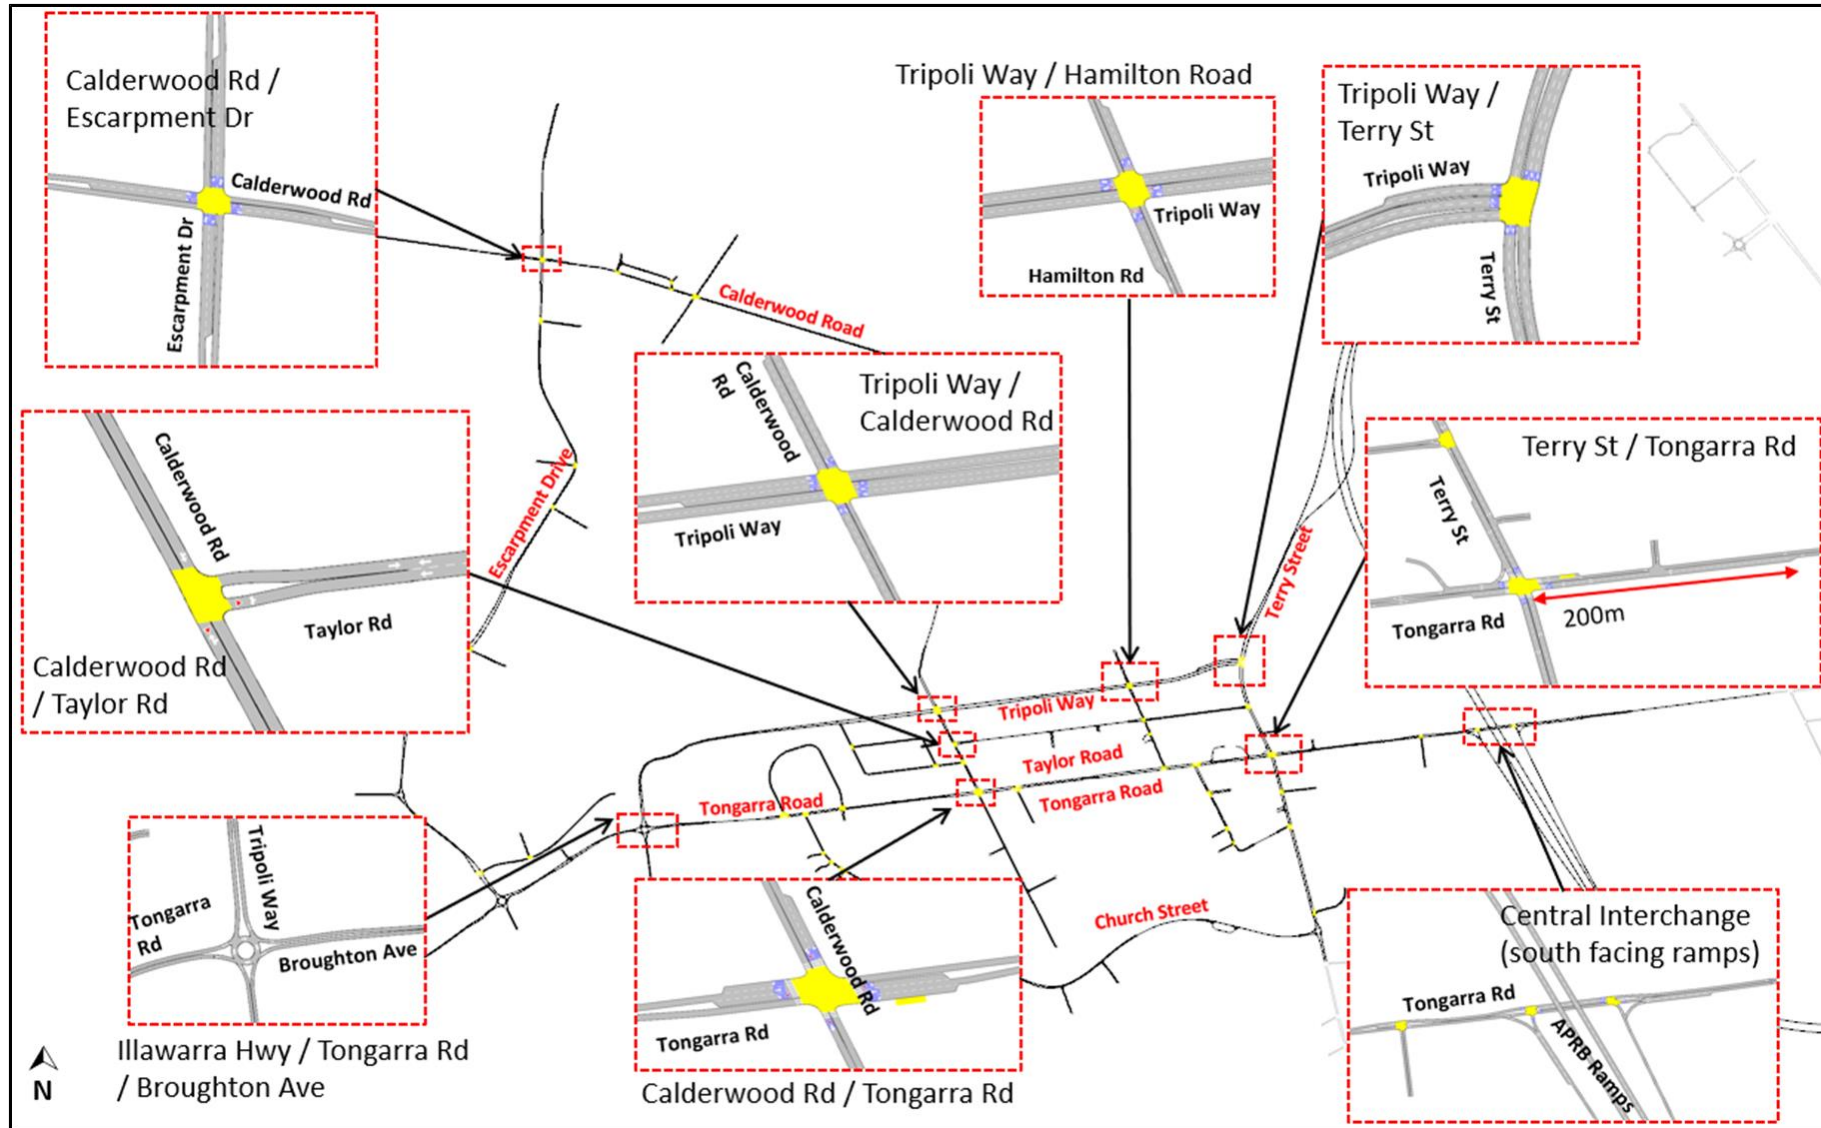 Calderwood Rd /
Escarpment Dr
Calderwood Rd
Escarpment Dr
Tripoli Way / Hamilton Road
Tripoli Way
Hamilton Rd
Tripoli Way /
Terry St
Tripoli Way
Terry St
Calderwood Road
Tripoli Way /
Calderwood Rd
Calderwood
Rd
Tripoli Way
Calderwood Rd
Taylor Rd
Calderwood Rd
/ Taylor Rd
Escarpment Drive
Terry Street
Terry St / Tongarra Rd
Terry St
Tongarra Rd
200m
Tripoli Way
Taylor Road
Tongarra Road
Tongarra Road
Church Street
Tripoli Way
Tongarra
Rd
Broughton Ave
Illawarra Hwy / Tongarra Rd
/ Broughton Ave
Calderwood Rd
Tongarra Rd
Calderwood Rd / Tongarra Rd
Central Interchange
(south facing ramps)
Tongarra Rd
APRB Ramps
N